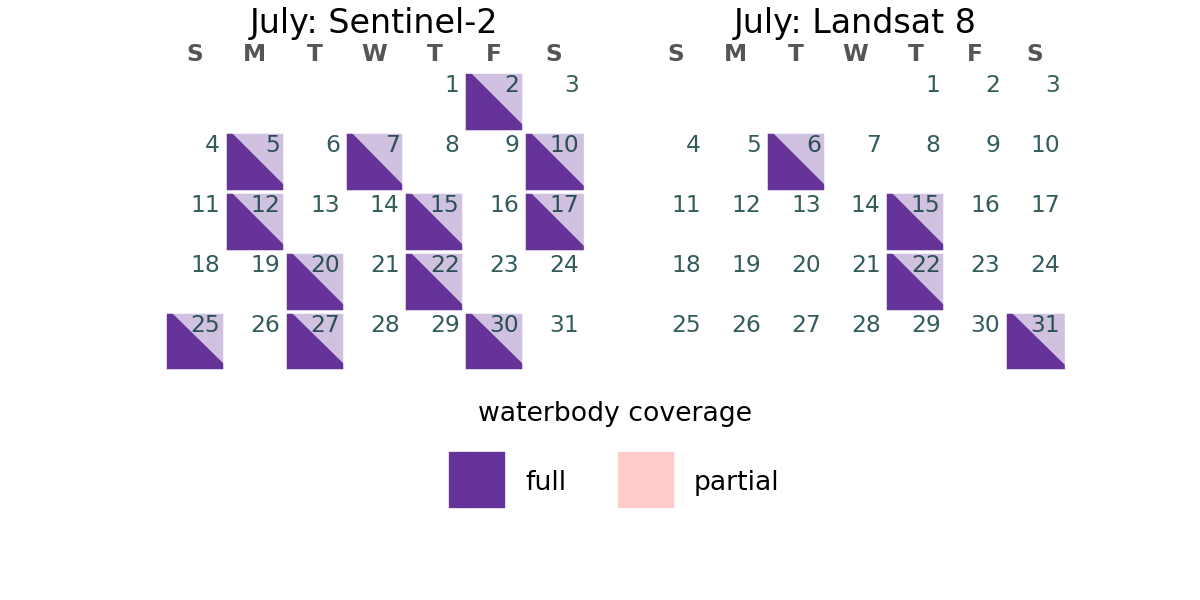 July: Sentinel-2
S M T W T F S
1 2 3
4 5 6 7 8 9 10
11 12 13 14 15 16 17
18 19 20 21 22 23 24
25 26 27 28 29 30 31
July: Landsat 8
S M T W T F S
1 2 3
4 5 6 7 8 9 10
11 12 13 14 15 16 17
18 19 20 21 22 23 24
25 26 27 28 29 30 31
waterbody coverage
full partial